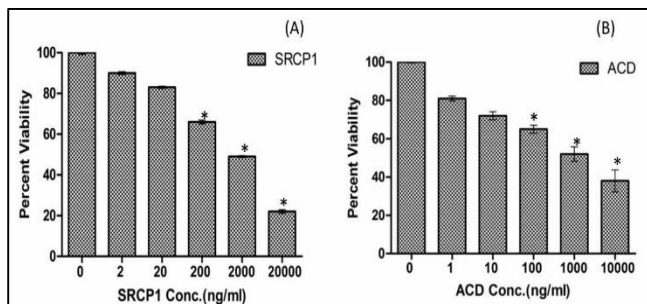 (A)
SRCP1
Percent Viability
100
80
60
40
20
0
* * *
0 2 20 200 2000 20000
SRCP1 Conc.(ng/ml)
(B)
ACD
Percent Viability
100
80
60
40
20
0
* * *
0 1 10 100 1000 10000
ACD Conc.(ng/ml)